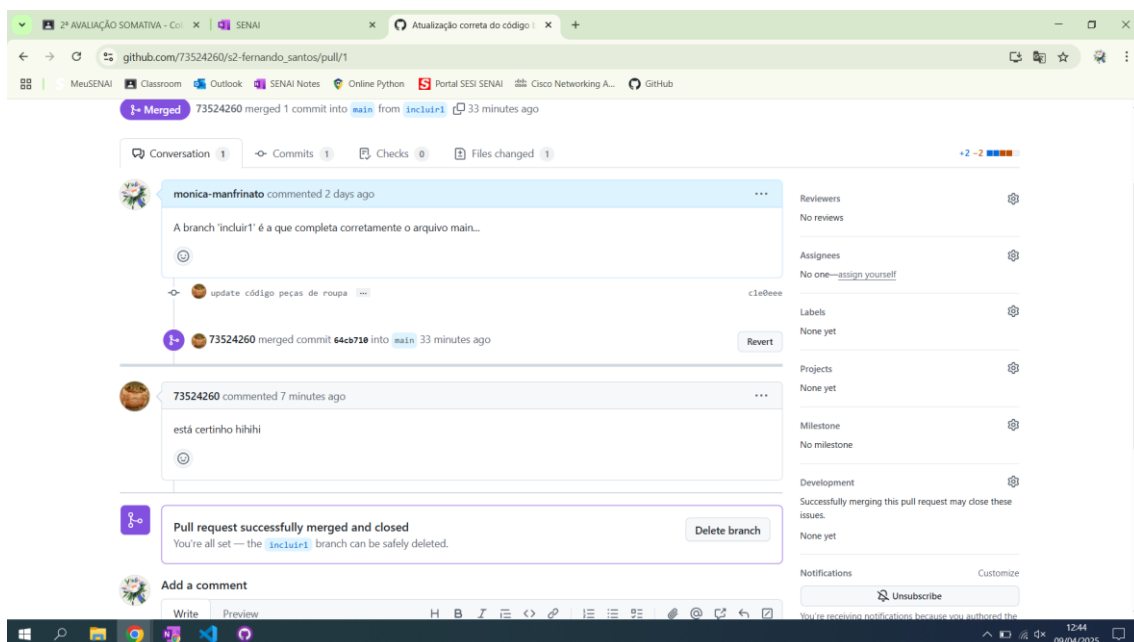 2ª AVALIAÇÃO SOMATIVA - Co
SENAI
Atualização correta do código
github.com/73524260/s2-fernando_santos/pull/1
MeuSENAI Classroom Outlook SENAI Notes Online Python Portal SESI SENAI Cisco Networking A... GitHub
Merged 73524260 merged 1 commit into main from incluir1 33 minutes ago
Conversation 1 Commits 1 Checks 0 Files changed 1 +2 −2
monica-manfrinato commented 2 days ago ...
A branch 'incluir1' é a que completa corretamente o arquivo main...
update código peças de roupa ... c1e0eee
73524260 merged commit 64cb710 into main 33 minutes ago Revert
73524260 commented 7 minutes ago ...
está certinho hihihi
Pull request successfully merged and closed
You're all set — the incluir1 branch can be safely deleted.
Delete branch
Add a comment
Write Preview
Reviewers
No reviews
Assignees
No one—assign yourself
Labels
None yet
Projects
None yet
Milestone
No milestone
Development
Successfully merging this pull request may close these
issues.
None yet
Notifications Customize
Unsubscribe
You're receiving notifications because you authored the
12:44
09/04/2025